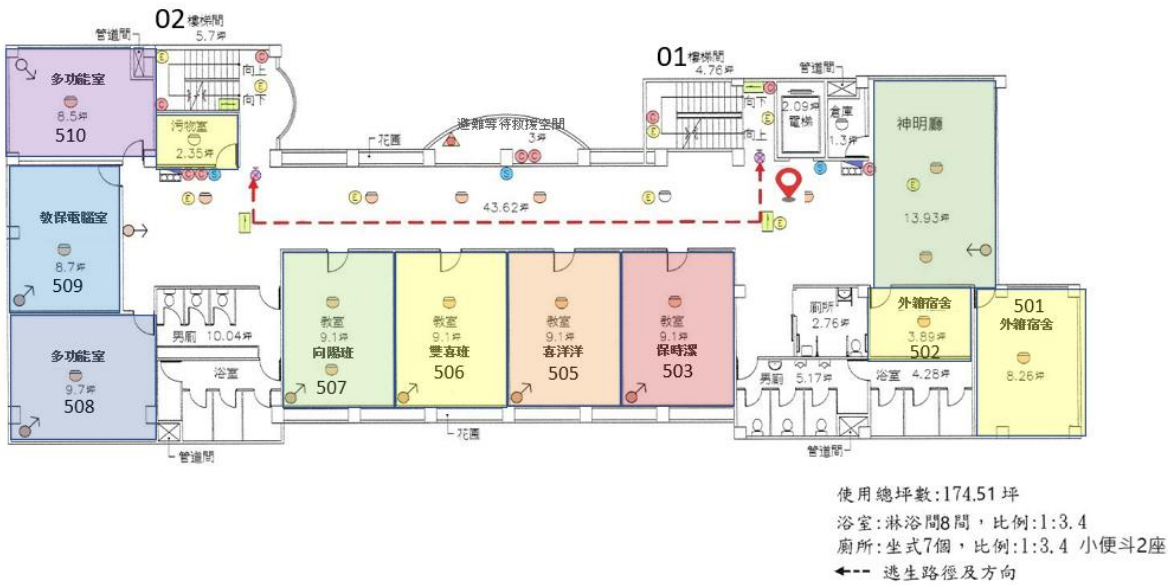 02 樓梯間
5.7坪
管道間
多功能室
8.5坪
510
E
C
向上
向下
污物室
2.35坪
01 樓梯間
4.76坪
管道間
向下
向上
2.09坪
電梯
倉庫
1.3坪
神明廳
13.93坪
避難等待救援空間
3坪
花圃
S
43.62坪
教保電腦室
8.7坪
509
多功能室
9.7坪
508
男廁 10.04坪
浴室
管道間
教室
9.1坪
向陽班
507
教室
9.1坪
雙喜班
506
教室
9.1坪
喜洋洋
505
教室
9.1坪
保時潔
503
花圃
廁所
2.76坪
男廁 5.17坪
浴室 4.28坪
管道間
外籍宿舍
3.89坪
502
501
外籍宿舍
8.26坪
使用總坪數:174.51 坪
浴室:淋浴間8間,比例:1:3.4
廁所:坐式7個,比例:1:3.4 小便斗2座
逃生路徑及方向